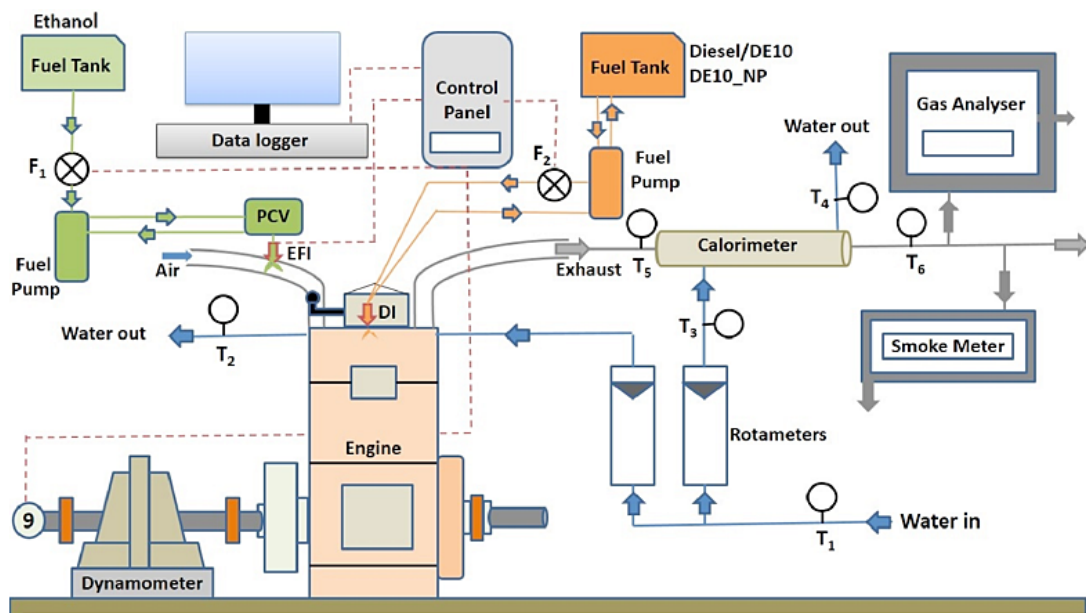 Ethanol
Fuel Tank
Data logger
Control
Panel
Fuel Tank
Diesel/DE10
DE10_NP
Gas Analyser
Water out
F1
F2
Fuel
Pump
T4
PCV
T5
Calorimeter
T6
EFI
Air
Exhaust
Fuel
Pump
DI
Water out
T2
T3
Smoke Meter
Rotameters
Engine
9
Water in
T1
Dynamometer